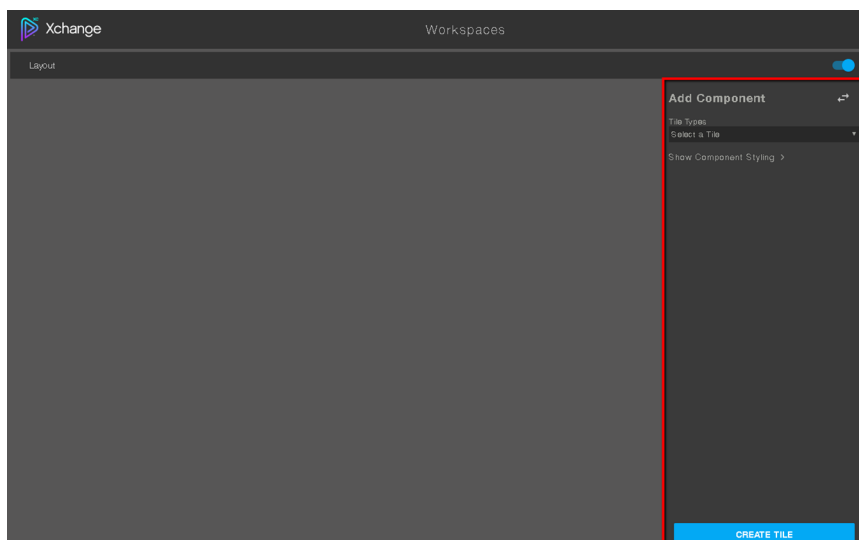 Xchange
Workspaces
Layout
Add Component
Tile Types
Select a Tile
Show Component Styling >
CREATE TILE